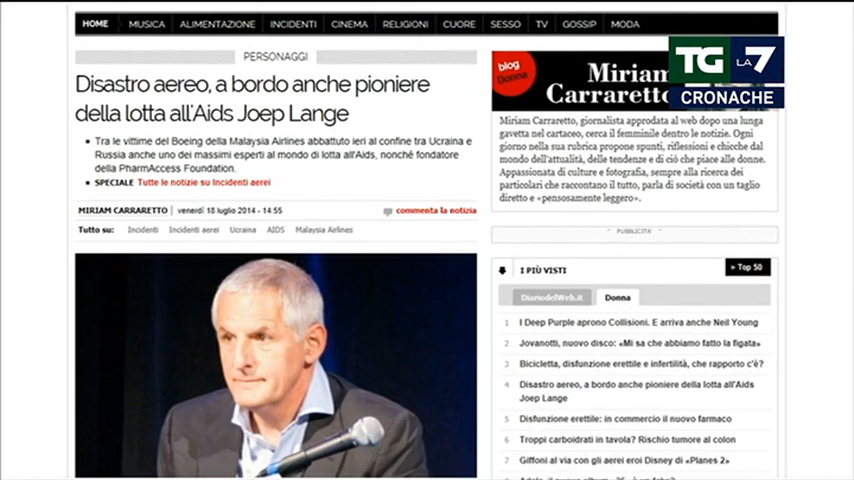 HOME
MUSICA
ALIMENTAZIONE
INCIDENTI
CINEMA
RELIGIONI
CUORE
SESSO
TV
GOSSIP
MODA
PERSONAGGI
Disastro aereo, a bordo anche pioniere
della lotta all'Aids Joep Lange
Tra le vittime del Boeing della Malaysia Airlines abbattuto ieri al confine tra Ucraina e
Russia anche uno dei massimi esperti al mondo di lotta all'Aids, nonché fondatore
della PharmAccess Foundation.
SPECIALE Tutte le notizie su Incidenti aerei
MIRIAM CARRARETTO | venerdì 18 luglio 2014 - 14:55
commenta la notizia
Tutto su: Incidenti Incidenti aerei Ucraina AIDS Malaysia Airlines
blog
Donna
Miriam
Carraretto
TG LA 7
CRONACHE
Miriam Carraretto, giornalista approdata al web dopo una lunga
gavetta nel cartaceo, cerca il femminile dentro le notizie. Ogni
giorno nella sua rubrica propone spunti, riflessioni e chicche dal
mondo dell'attualità, delle tendenze e di ciò che piace alle donne.
Appassionata di culture e fotografia, sempre alla ricerca dei
particolari che raccontano il tutto, parla di società con un taglio
diretto e «pensosamente leggero».
PUBBLICITA'
I PIÙ VISTI
» Top 50
DiariodelWeb.it
Donna
1 I Deep Purple aprono Collisioni. E arriva anche Neil Young
2 Jovanotti, nuovo disco: «Mi sa che abbiamo fatto la figata»
3 Bicicletta, disfunzione erettile e infertilità, che rapporto c'è?
4 Disastro aereo, a bordo anche pioniere della lotta all'Aids
Joep Lange
5 Disfunzione erettile: in commercio il nuovo farmaco
6 Troppi carboidrati in tavola? Rischio tumore al colon
7 Giffoni al via con gli aerei eroi Disney di «Planes 2»